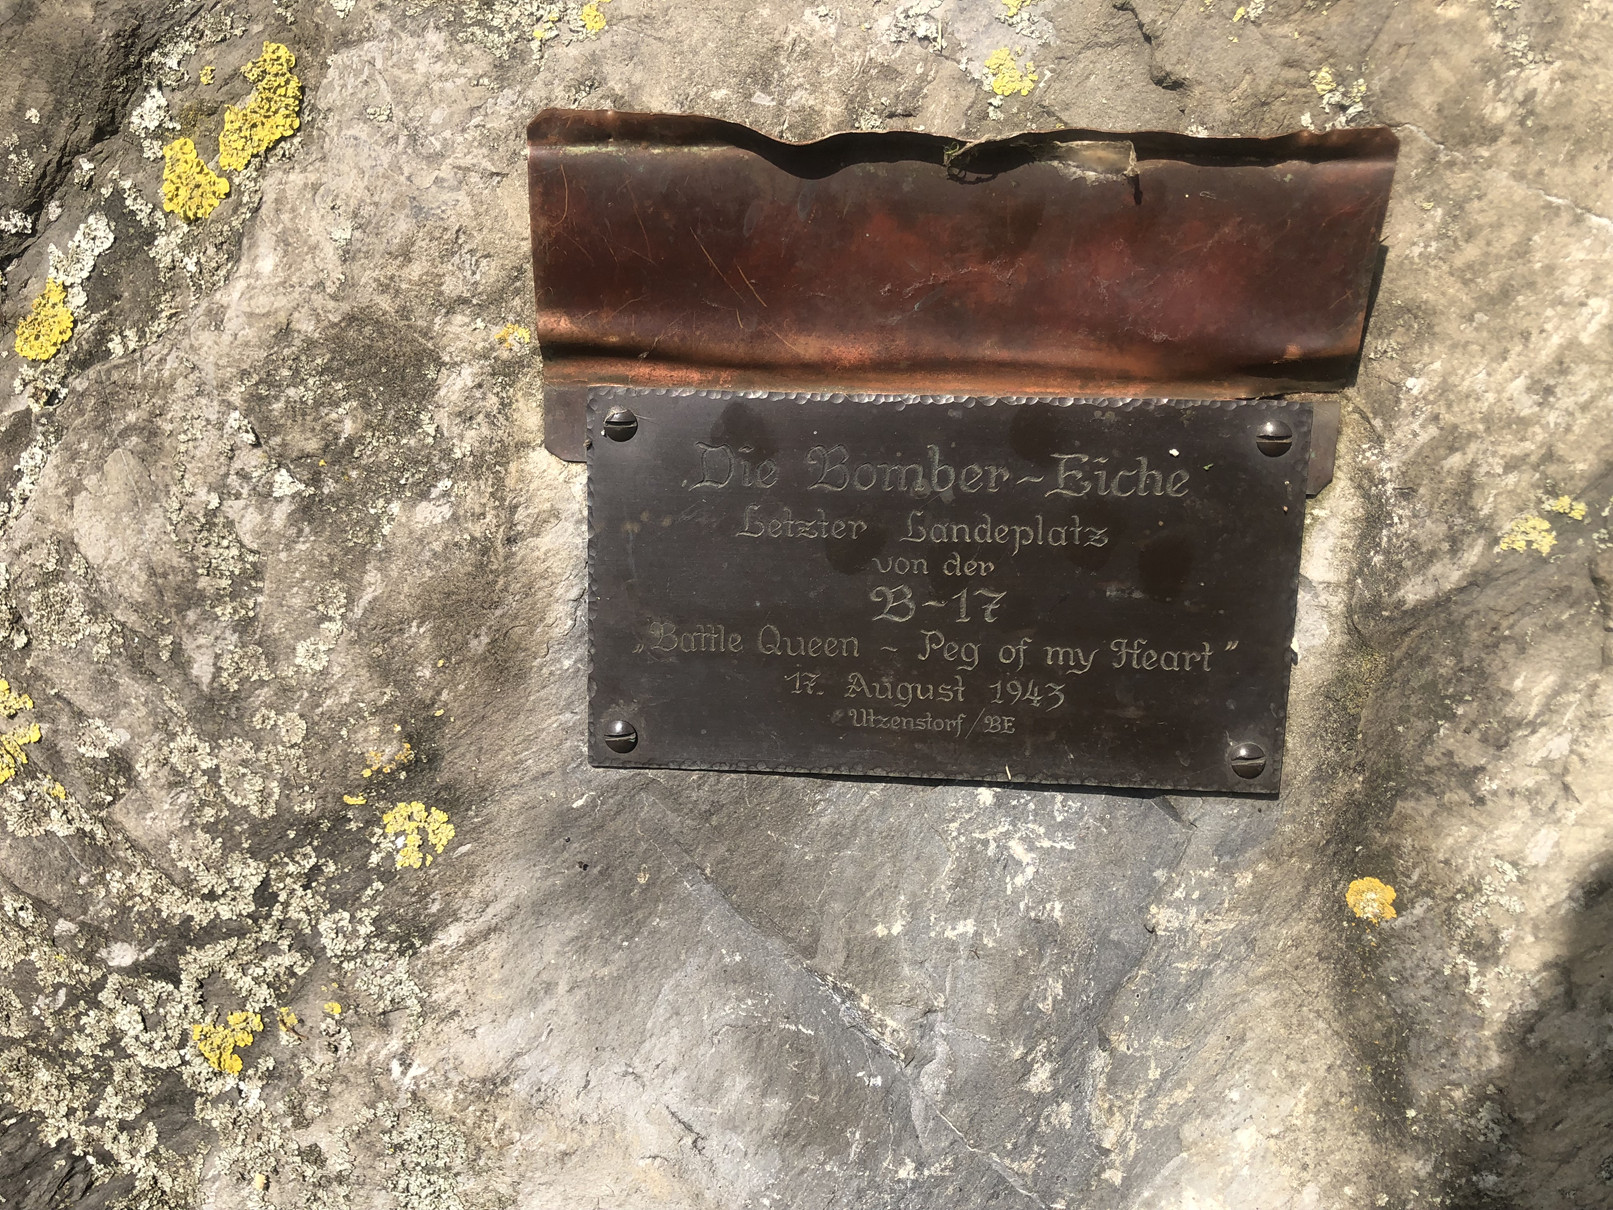 Die Bomber-Eiche
Letzter Landeplatz
von der
B-17
„Battle Queen - Peg of my Heart"
17. August 1943
Utzenstorf/BE